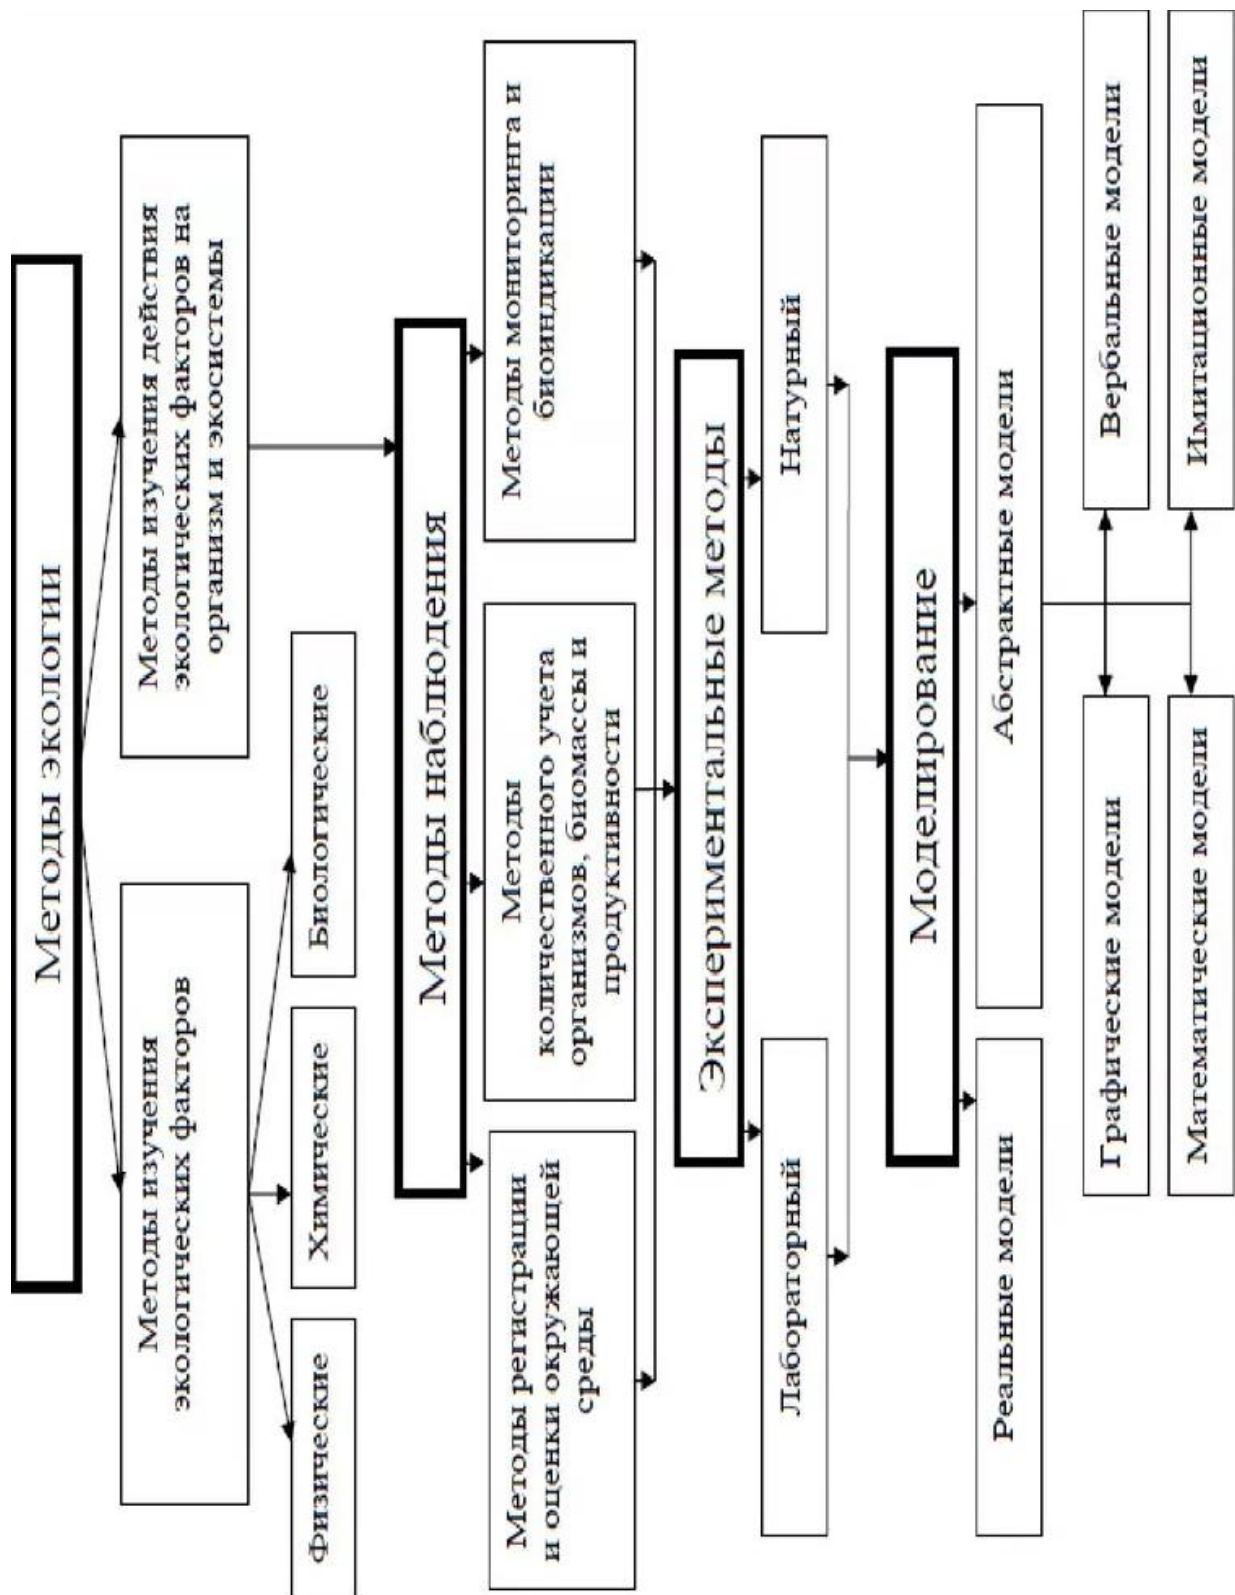 Методы экологии
Методы изучения
экологических факторов
Методы изучения действия
экологических факторов на
организм и экосистемы
Физические
Химические
Биологические
Методы наблюдения
Методы регистрации
и оценки окружающей
среды
Методы
количественного учета
организмов, биомассы и
продуктивности
Методы мониторинга и
биоиндикации
Экспериментальные методы
Лабораторный
Натурный
Моделирование
Реальные модели
Абстрактные модели
Графические модели
Вербальные модели
Математические модели
Имитационные модели